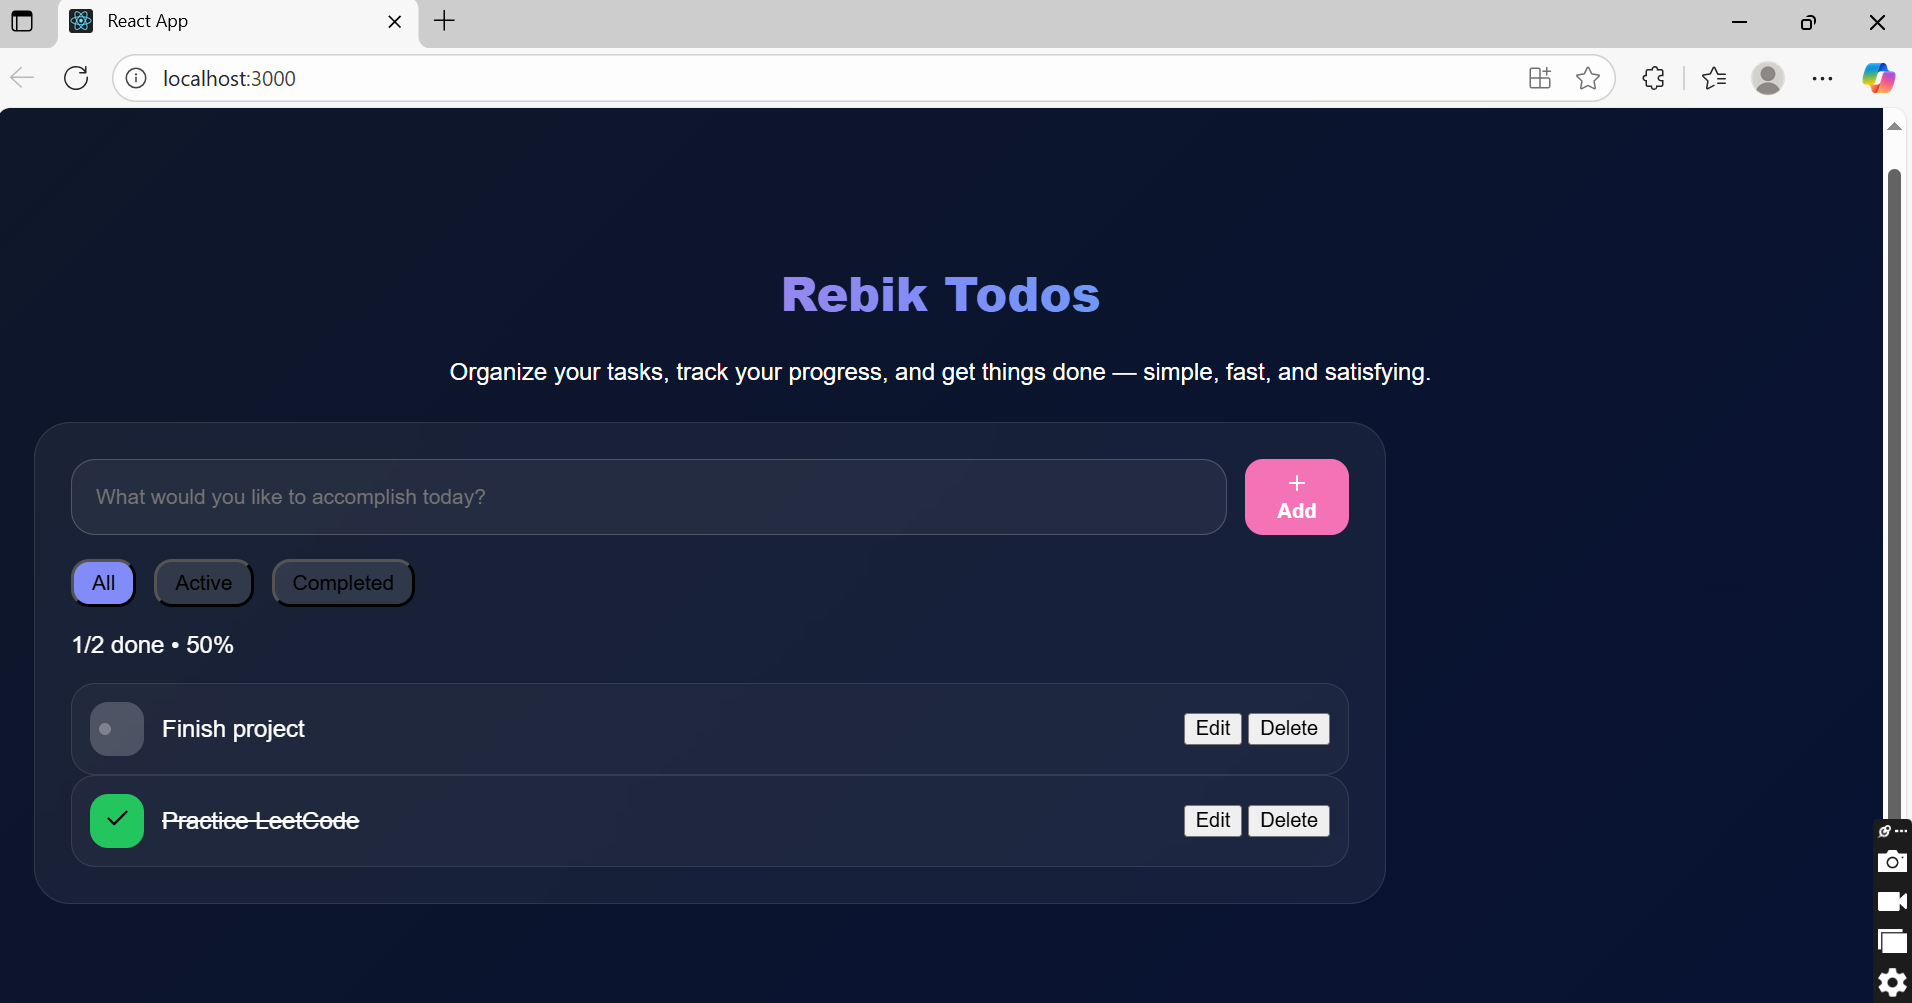 React App
localhost:3000
Rebik Todos
Organize your tasks, track your progress, and get things done — simple, fast, and satisfying.
What would you like to accomplish today?
+
Add
All Active Completed
1/2 done • 50%
Finish project Edit Delete
Practice LeetCode Edit Delete